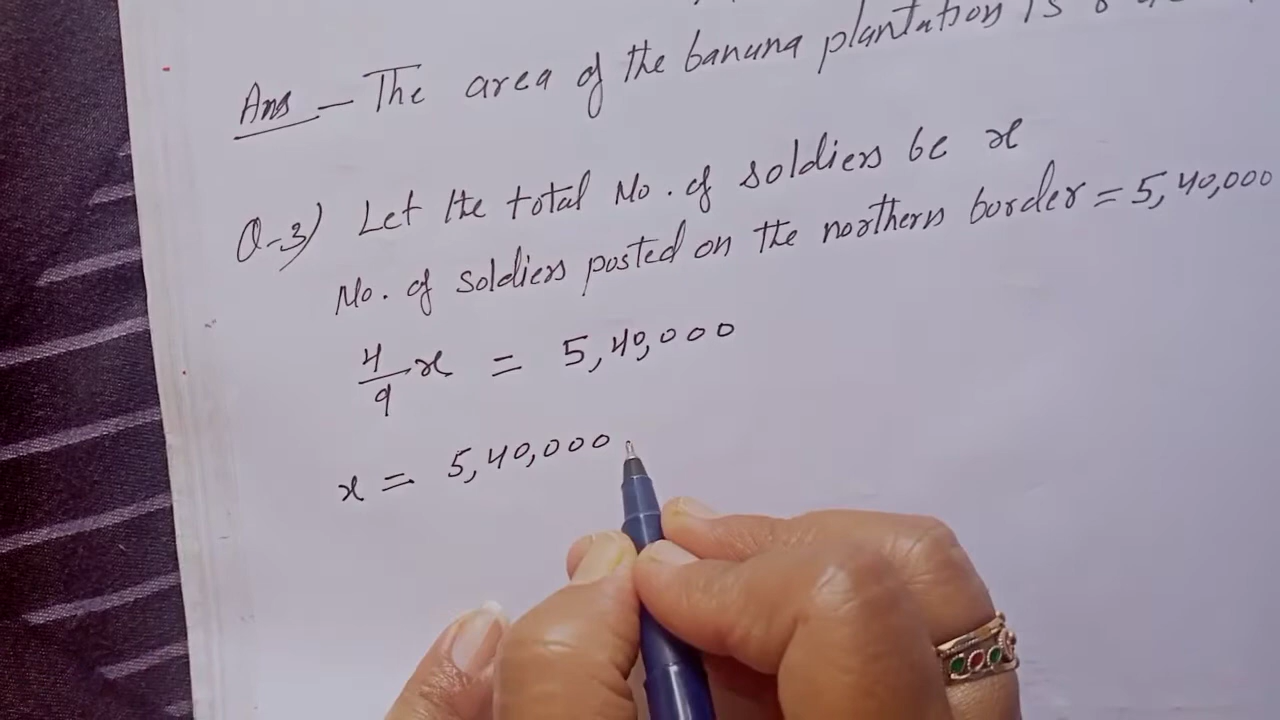 Ans - The area of the banana plantation is
Q-3) Let the total No. of soldiers be x
No. of soldiers posted on the northern border = 5,40,000
4/9 x = 5,40,000
x = 5,40,000